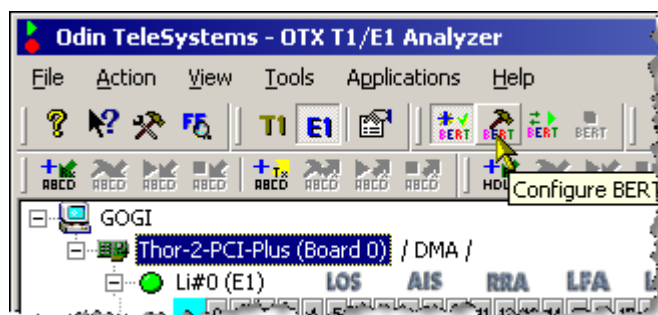 Odin TeleSystems - OTX T1/E1 Analyzer
File Action View Tools Applications Help
? ? FF T1 E1 BERT BERT BERT BERT
ABCD ABCD ABCD ABCD Tx ABCD ABCD ABCD ABCD HDL
Configure BERT
GOGI
Thor-2-PCI-Plus (Board 0) / DMA /
Li#0 (E1) LOS AIS RRA LFA